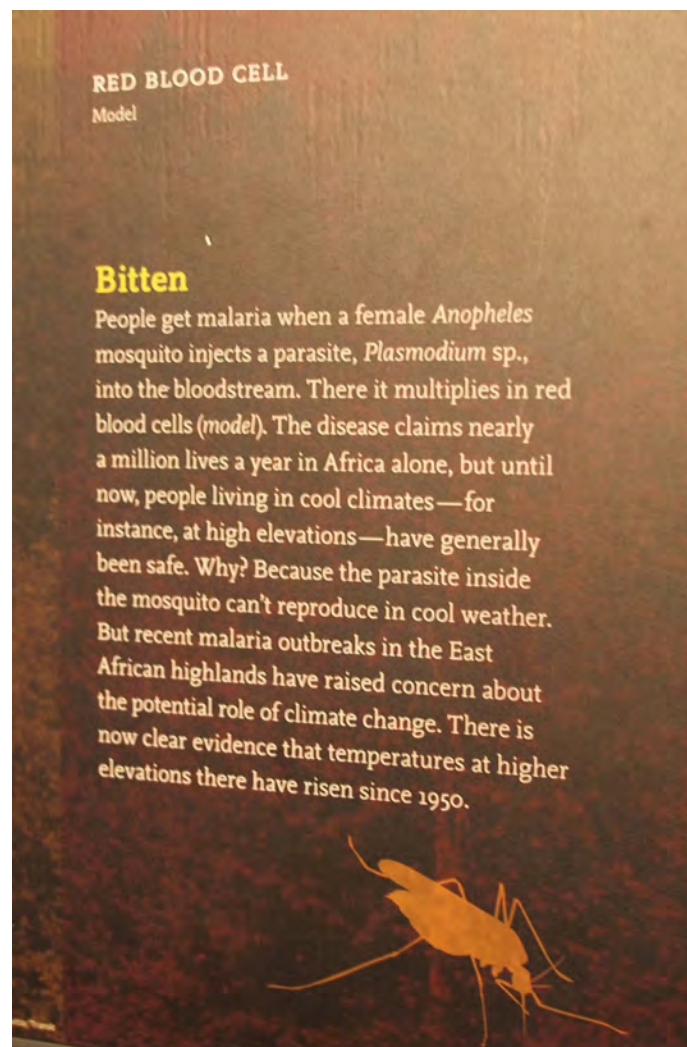 RED BLOOD CELL
Model
Bitten
People get malaria when a female Anopheles
mosquito injects a parasite, Plasmodium sp.,
into the bloodstream. There it multiplies in red
blood cells (model). The disease claims nearly
a million lives a year in Africa alone, but until
now, people living in cool climates—for
instance, at high elevations—have generally
been safe. Why? Because the parasite inside
the mosquito can't reproduce in cool weather.
But recent malaria outbreaks in the East
African highlands have raised concern about
the potential role of climate change. There is
now clear evidence that temperatures at higher
elevations there have risen since 1950.